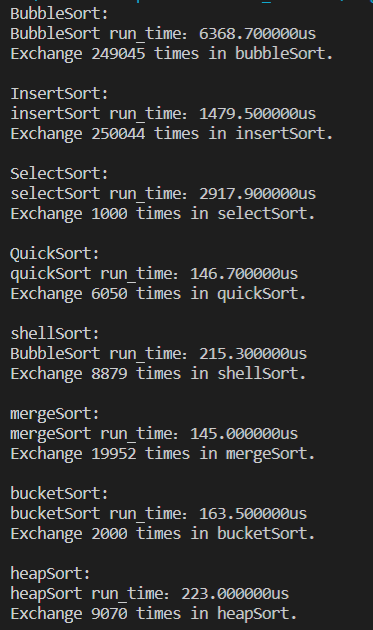 BubbleSort:
BubbleSort run_time：6368.700000us
Exchange 249045 times in bubbleSort.
InsertSort:
insertSort run_time：1479.500000us
Exchange 250044 times in insertSort.
SelectSort:
selectSort run_time：2917.900000us
Exchange 1000 times in selectSort.
QuickSort:
quickSort run_time：146.700000us
Exchange 6050 times in quickSort.
shellSort:
BubbleSort run_time：215.300000us
Exchange 8879 times in shellSort.
mergeSort:
mergeSort run_time：145.000000us
Exchange 19952 times in mergeSort.
bucketSort:
bucketSort run_time：163.500000us
Exchange 2000 times in bucketSort.
heapSort:
heapSort run_time：223.000000us
Exchange 9070 times in heapSort.